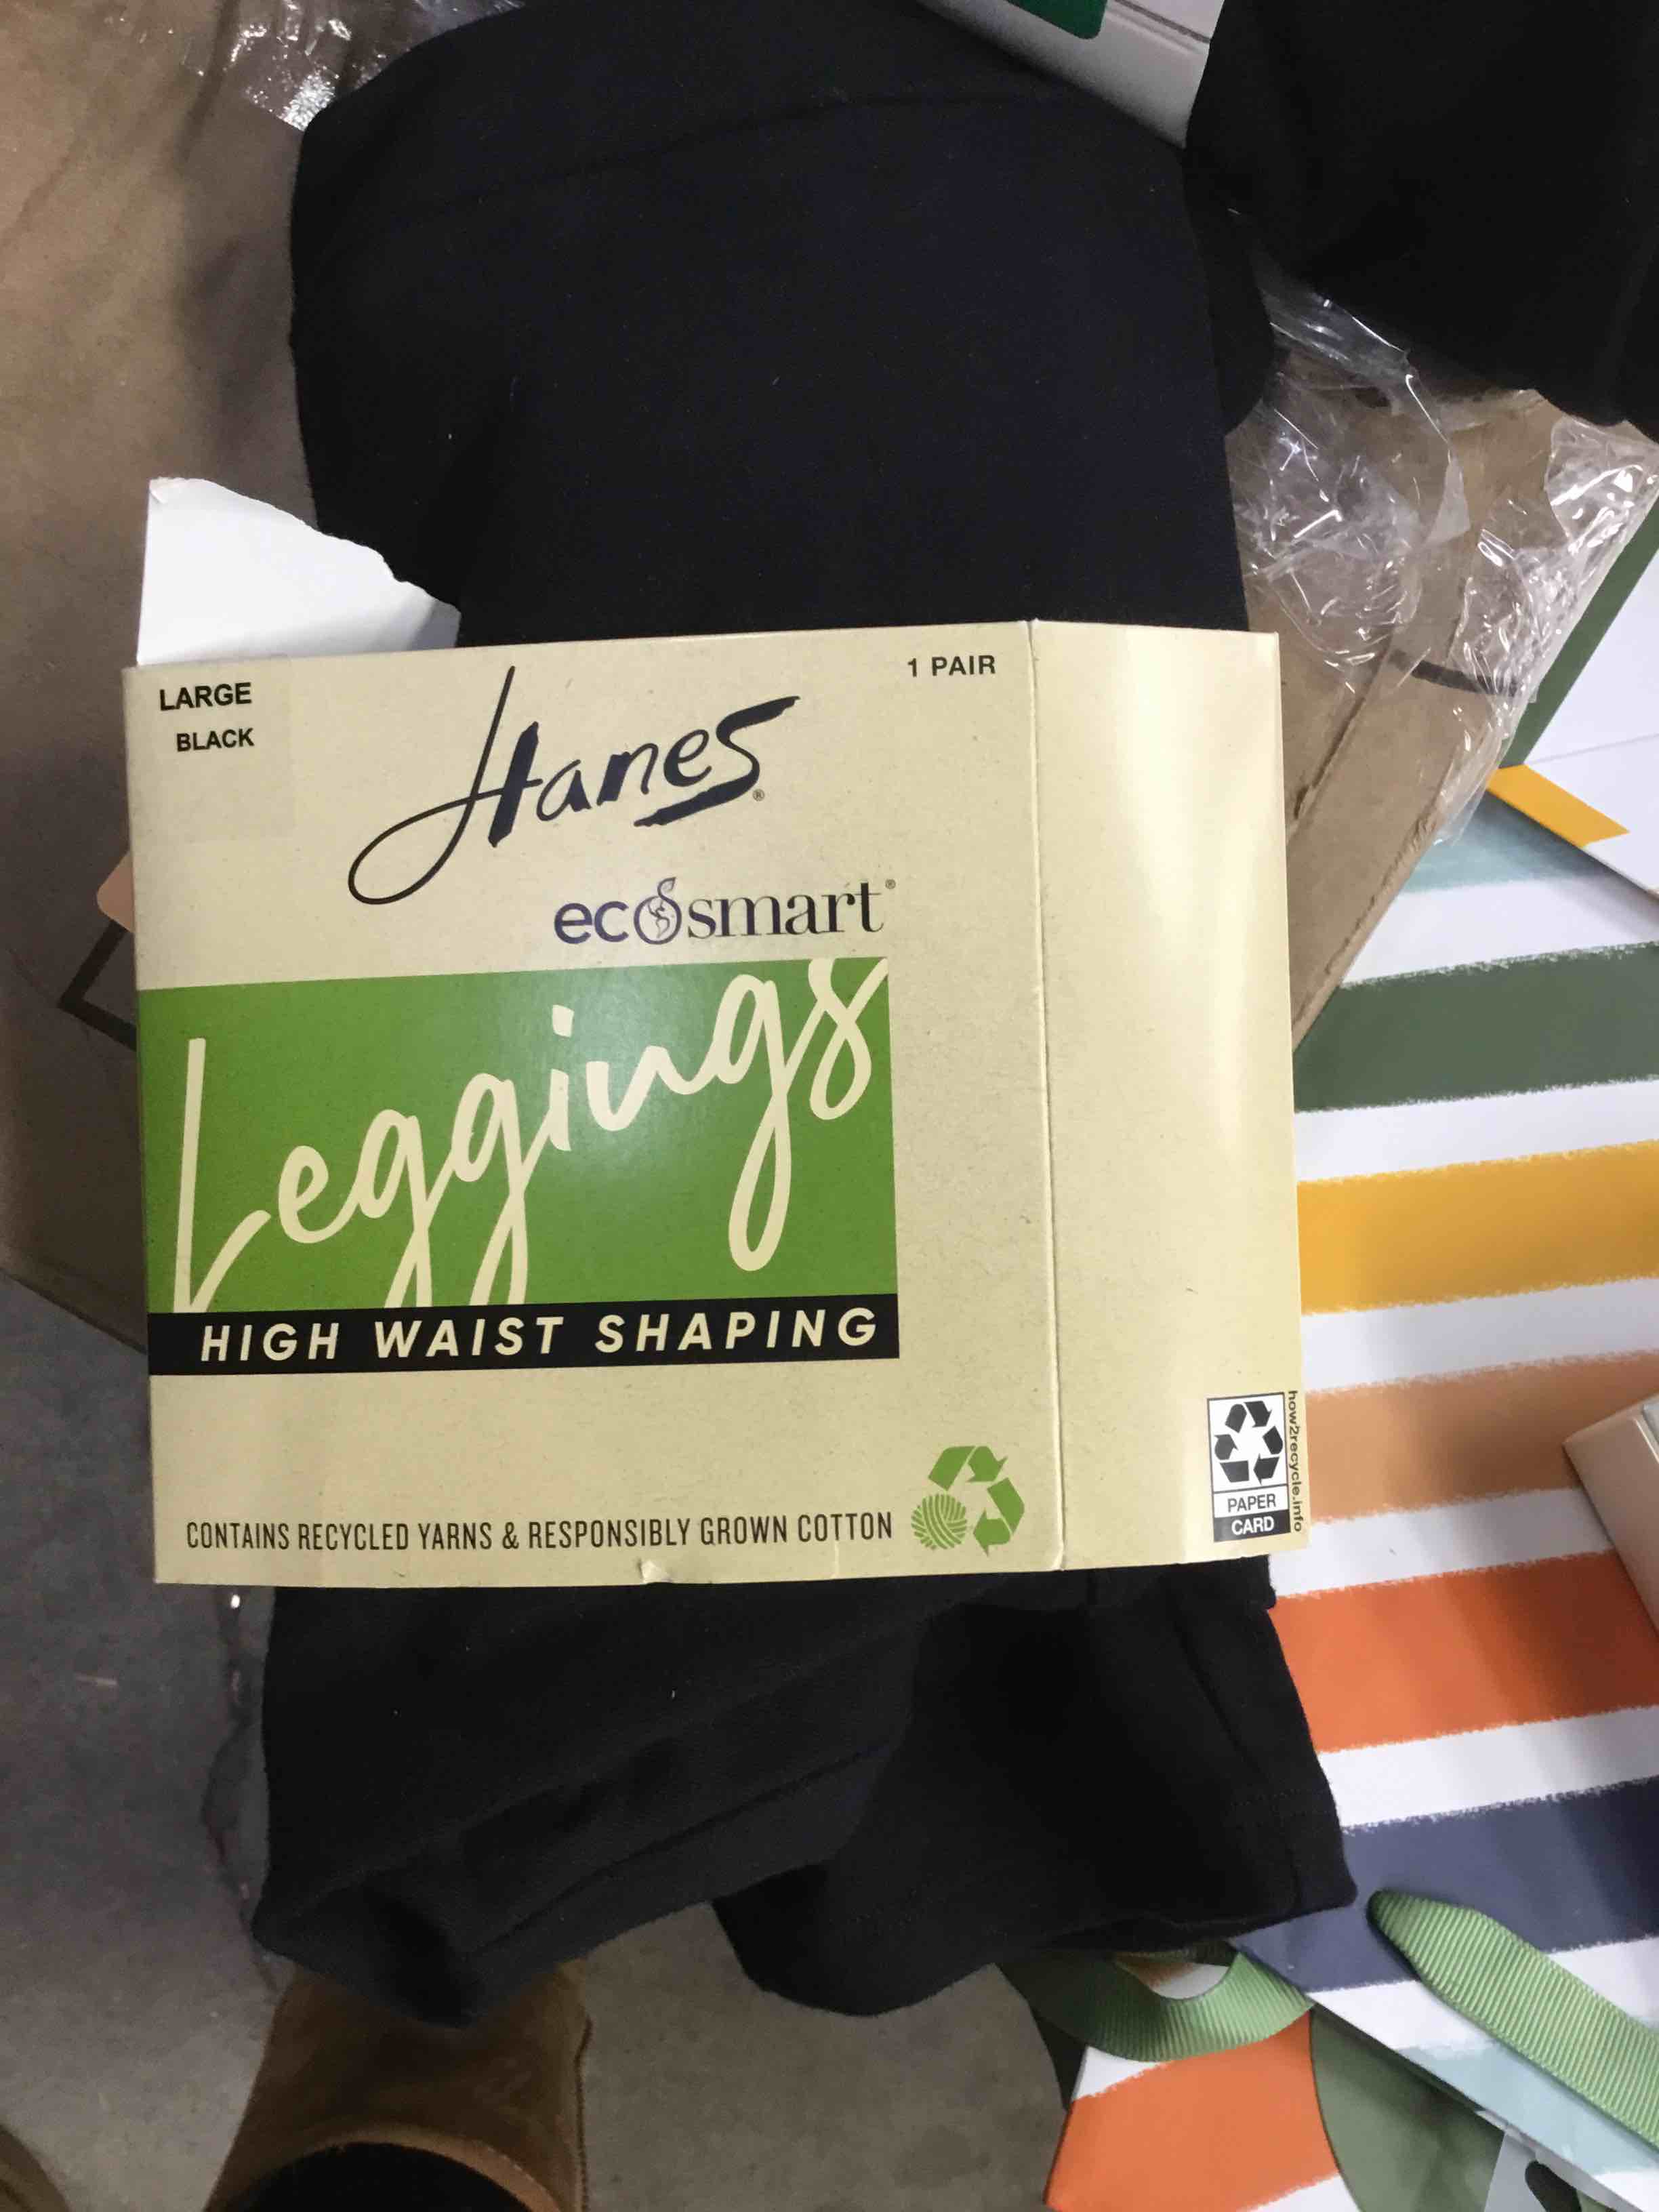 LARGE
BLACK
1 PAIR
Hanes®
ecosmart®
Leggings
HIGH WAIST SHAPING
CONTAINS RECYCLED YARNS & RESPONSIBLY GROWN COTTON
PAPER
CARD
how2recycle.info